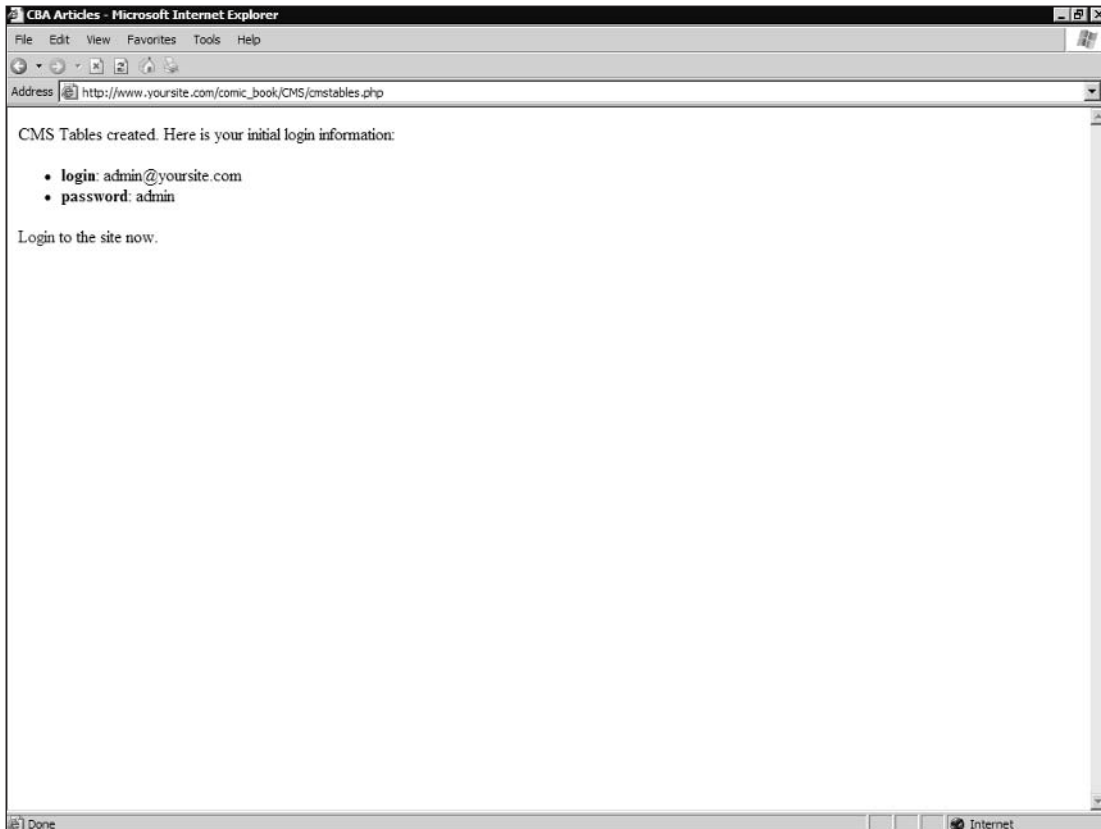 CBA Articles - Microsoft Internet Explorer
File Edit View Favorites Tools Help
Address http://www.yoursite.com/comic_book/CMS/cmstables.php
CMS Tables created. Here is your initial login information:
• login: admin@yoursite.com
• password: admin
Login to the site now.
Done Internet